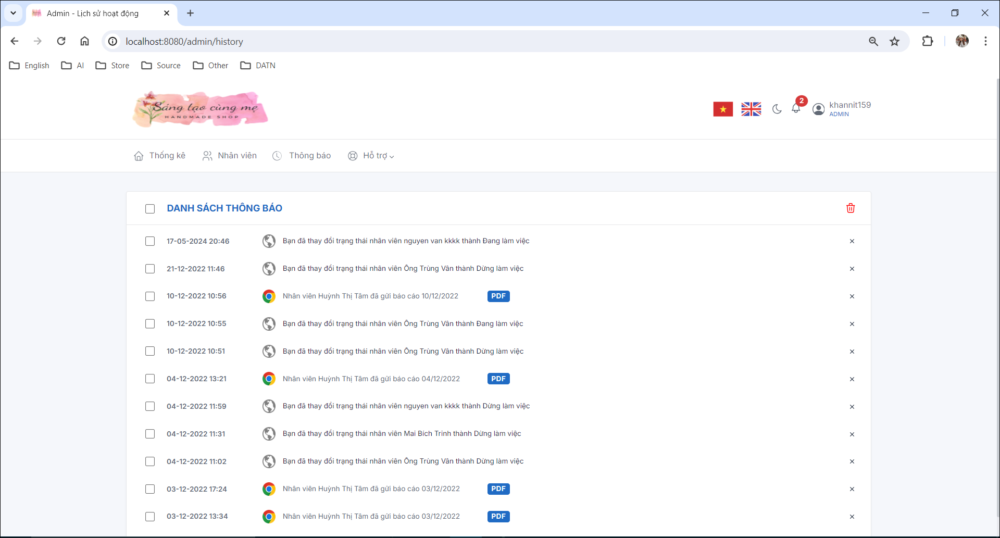 Admin - Lịch sử hoạt động
localhost:8080/admin/history
English AI Store Source Other DATN
Sáng tạo cùng mẹ
HANDMADE SHOP
2
khannit159
ADMIN
Thống kê Nhân viên Thông báo Hỗ trợ
DANH SÁCH THÔNG BÁO
17-05-2024 20:46 Bạn đã thay đổi trạng thái nhân viên nguyen van kkkk thành Đang làm việc
21-12-2022 11:46 Bạn đã thay đổi trạng thái nhân viên Ông Trùng Vân thành Dừng làm việc
10-12-2022 10:56 Nhân viên Huỳnh Thị Tâm đã gửi báo cáo 10/12/2022 PDF
10-12-2022 10:55 Bạn đã thay đổi trạng thái nhân viên Ông Trùng Vân thành Đang làm việc
10-12-2022 10:51 Bạn đã thay đổi trạng thái nhân viên Ông Trùng Vân thành Dừng làm việc
04-12-2022 13:21 Nhân viên Huỳnh Thị Tâm đã gửi báo cáo 04/12/2022 PDF
04-12-2022 11:59 Bạn đã thay đổi trạng thái nhân viên nguyen van kkkk thành Dừng làm việc
04-12-2022 11:31 Bạn đã thay đổi trạng thái nhân viên Mai Bích Trinh thành Dừng làm việc
04-12-2022 11:02 Bạn đã thay đổi trạng thái nhân viên Ông Trùng Vân thành Dừng làm việc
03-12-2022 17:24 Nhân viên Huỳnh Thị Tâm đã gửi báo cáo 03/12/2022 PDF
03-12-2022 13:34 Nhân viên Huỳnh Thị Tâm đã gửi báo cáo 03/12/2022 PDF